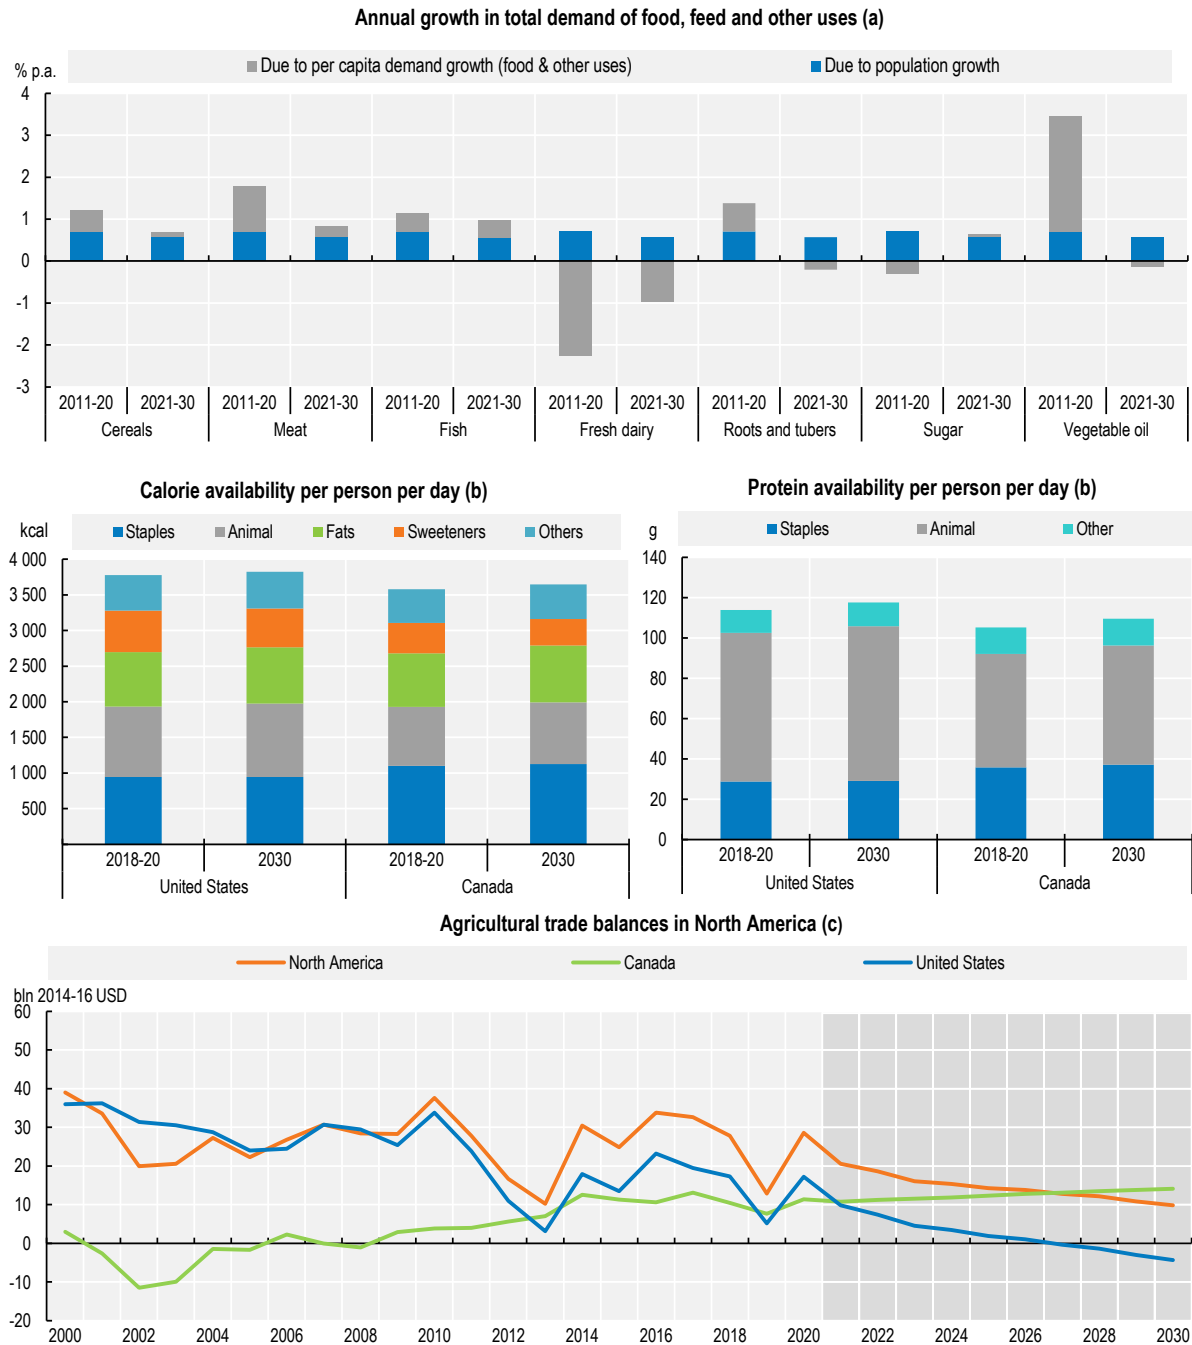 Annual growth in total demand of food, feed and other uses (a)
% p.a.
Due to per capita demand growth (food & other uses)
Due to population growth
4
3
2
1
0
-1
-2
-3
2011-20 2021-30 2011-20 2021-30 2011-20 2021-30 2011-20 2021-30 2011-20 2021-30 2011-20 2021-30 2011-20 2021-30
Cereals Meat Fish Fresh dairy Roots and tubers Sugar Vegetable oil
Calorie availability per person per day (b)
kcal
Staples Animal Fats Sweeteners Others
4 000
3 500
3 000
2 500
2 000
1 500
1 000
500
2018-20 2030 2018-20 2030
United States Canada
Protein availability per person per day (b)
g
Staples Animal Other
140
120
100
80
60
40
20
0
2018-20 2030 2018-20 2030
United States Canada
Agricultural trade balances in North America (c)
North America Canada United States
bln 2014-16 USD
60
50
40
30
20
10
0
-10
-20
2000 2002 2004 2006 2008 2010 2012 2014 2016 2018 2020 2022 2024 2026 2028 2030